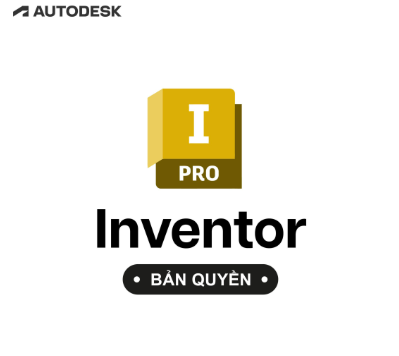 AUTODESK
I
PRO
Inventor
• BẢN QUYỀN •